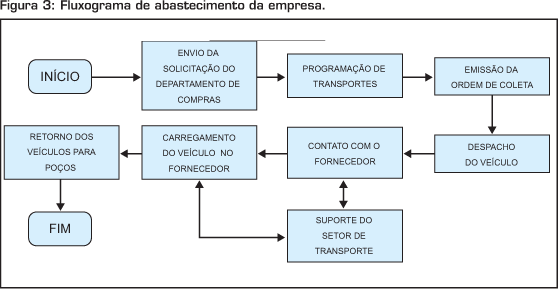 Figura 3: Fluxograma de abastecimento da empresa.
INÍCIO
ENVIO DA
SOLICITAÇÃO DO
DEPARTAMENTO DE
COMPRAS
PROGRAMAÇÃO DE
TRANSPORTES
EMISSÃO DA
ORDEM DE COLETA
RETORNO DOS
VEÍCULOS PARA
POÇOS
CARREGAMENTO
DO VEÍCULO NO
FORNECEDOR
CONTATO COM O
FORNECEDOR
DESPACHO
DO VEÍCULO
FIM
SUPORTE DO
SETOR DE
TRANSPORTE